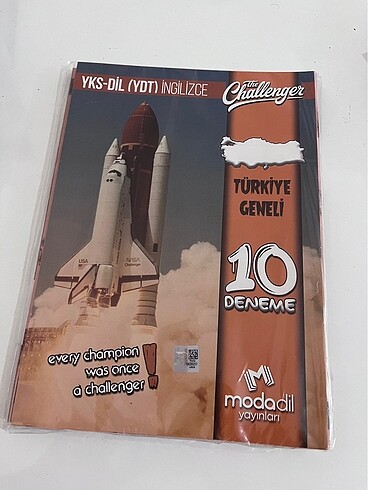 YKS-DİL (YDT) İNGİLİZCE
The Challenger
TÜRKİYE
GENELİ
10
DENEME
USA
NASA
Challenger
every champion
was once
a challenger!
M
modadil
yayınları